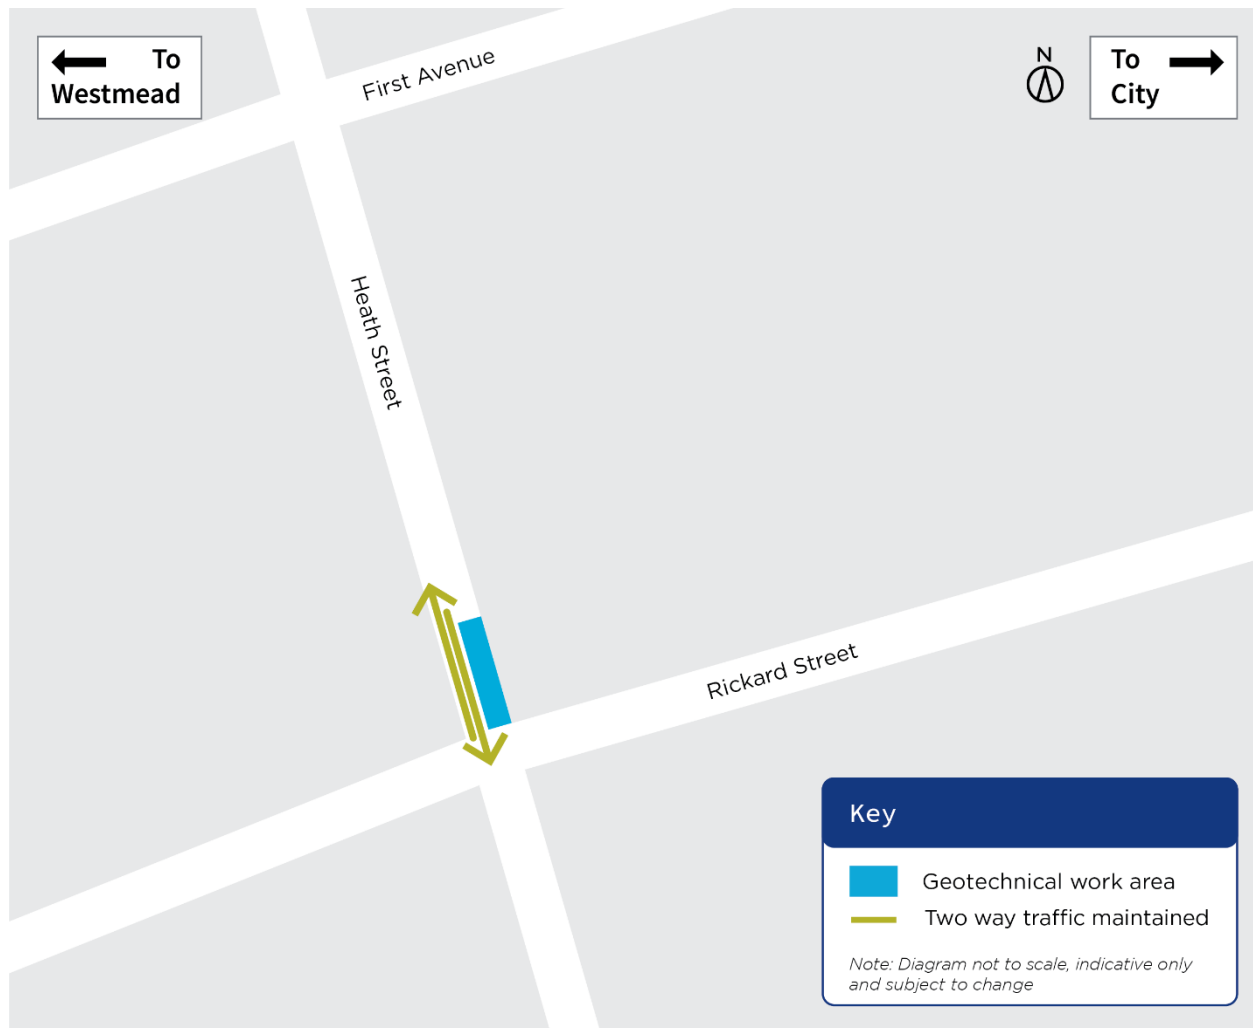 To
Westmead
First Avenue
N
To
City
Heath Street
Rickard Street
Key
Geotechnical work area
Two way traffic maintained
Note: Diagram not to scale, indicative only
and subject to change